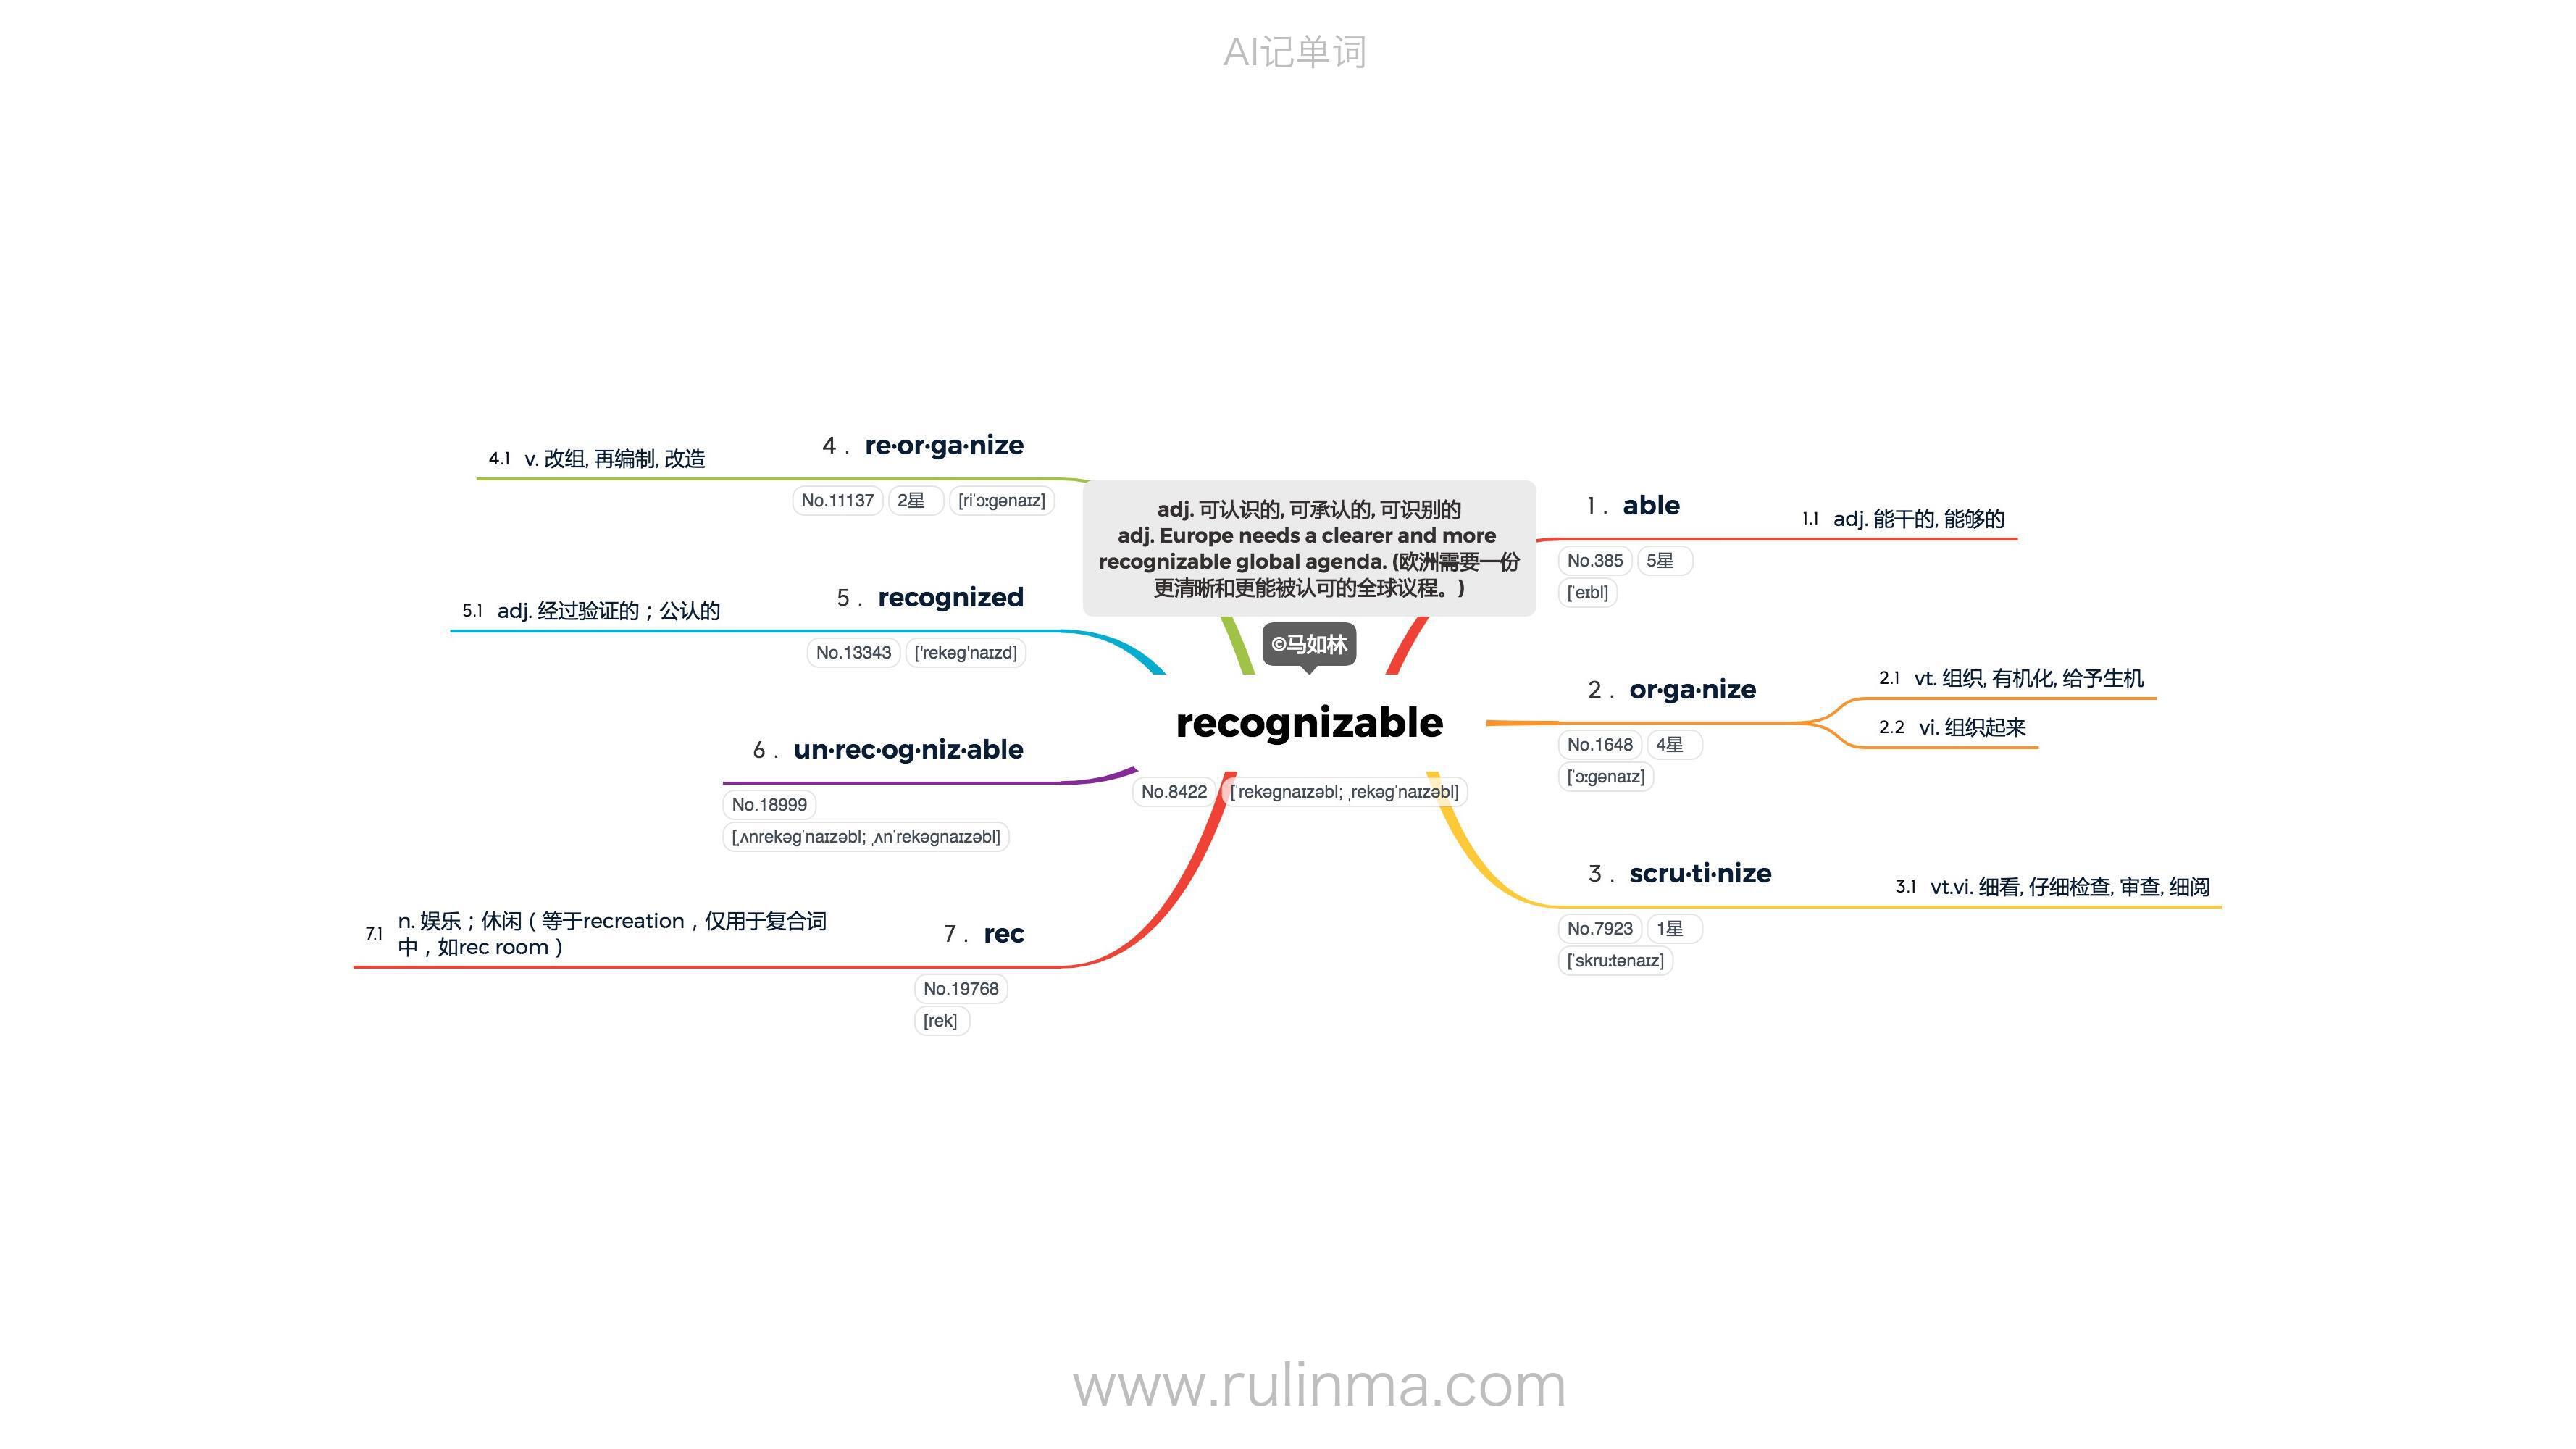 AI记单词
adj. 可认识的, 可承认的, 可识别的
adj. Europe needs a clearer and more
recognizable global agenda. (欧洲需要一份
更清晰和更能被认可的全球议程。)
©马如林
recognizable
No.8422 [ˈrekəgnaɪzəbl; ˌrekəgˈnaɪzəbl]
1. able
1.1 adj. 能干的, 能够的
No.385 5星
[ˈeɪbl]
2. or·ga·nize
2.1 vt. 组织, 有机化, 给予生机
2.2 vi. 组织起来
No.1648 4星
[ˈɔːgənaɪz]
3. scru·ti·nize
3.1 vt.vi. 细看, 仔细检查, 审查, 细阅
No.7923 1星
[ˈskruːtənaɪz]
4. re·or·ga·nize
4.1 v. 改组, 再编制, 改造
No.11137 2星 [riˈɔːgənaɪz]
5. recognized
5.1 adj. 经过验证的；公认的
No.13343 ['rekəg'naɪzd]
6. un·rec·og·niz·able
No.18999
[ˌʌnrekəgˈnaɪzəbl; ˌʌnˈrekəgnaɪzəbl]
7. rec
7.1 n. 娱乐；休闲（等于recreation，仅用于复合词
中，如rec room）
No.19768
[rek]
www.rulinma.com